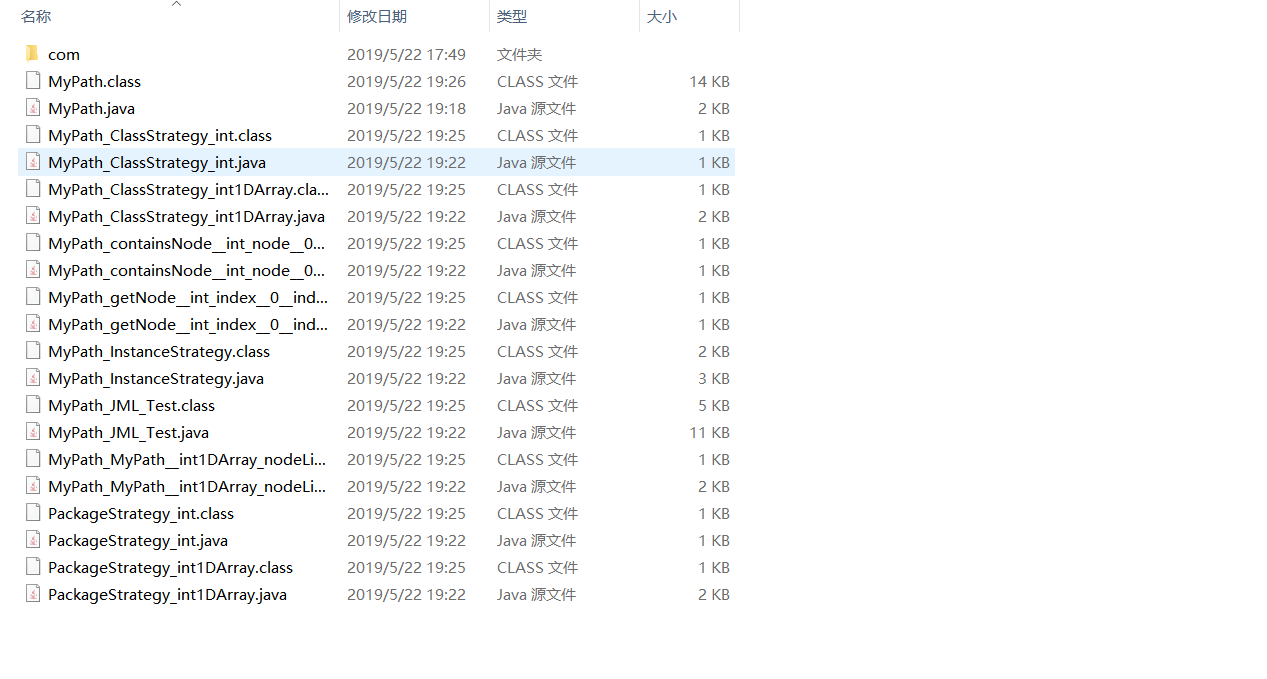 名称 修改日期 类型 大小
com 2019/5/22 17:49 文件夹
MyPath.class 2019/5/22 19:26 CLASS 文件 14 KB
MyPath.java 2019/5/22 19:18 Java 源文件 2 KB
MyPath_ClassStrategy_int.class 2019/5/22 19:25 CLASS 文件 1 KB
MyPath_ClassStrategy_int.java 2019/5/22 19:22 Java 源文件 1 KB
MyPath_ClassStrategy_int1DArray.cla... 2019/5/22 19:25 CLASS 文件 1 KB
MyPath_ClassStrategy_int1DArray.java 2019/5/22 19:22 Java 源文件 2 KB
MyPath_containsNode__int_node__0... 2019/5/22 19:25 CLASS 文件 1 KB
MyPath_containsNode__int_node__0... 2019/5/22 19:22 Java 源文件 1 KB
MyPath_getNode__int_index__0__ind... 2019/5/22 19:25 CLASS 文件 1 KB
MyPath_getNode__int_index__0__ind... 2019/5/22 19:22 Java 源文件 1 KB
MyPath_InstanceStrategy.class 2019/5/22 19:25 CLASS 文件 2 KB
MyPath_InstanceStrategy.java 2019/5/22 19:22 Java 源文件 3 KB
MyPath_JML_Test.class 2019/5/22 19:25 CLASS 文件 5 KB
MyPath_JML_Test.java 2019/5/22 19:22 Java 源文件 11 KB
MyPath_MyPath__int1DArray_nodeLi... 2019/5/22 19:25 CLASS 文件 1 KB
MyPath_MyPath__int1DArray_nodeLi... 2019/5/22 19:22 Java 源文件 2 KB
PackageStrategy_int.class 2019/5/22 19:25 CLASS 文件 1 KB
PackageStrategy_int.java 2019/5/22 19:22 Java 源文件 1 KB
PackageStrategy_int1DArray.class 2019/5/22 19:25 CLASS 文件 1 KB
PackageStrategy_int1DArray.java 2019/5/22 19:22 Java 源文件 2 KB